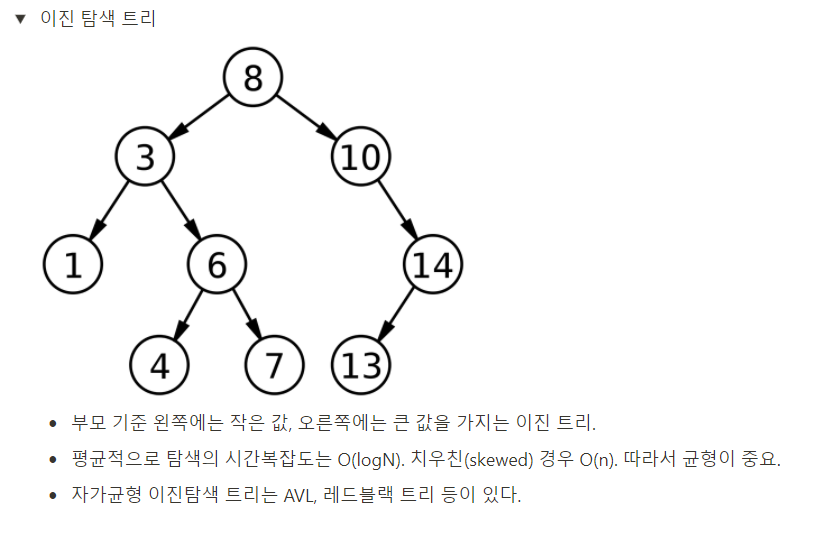 ▼ 이진 탐색 트리
8
3 10
1 6 14
4 7 13
• 부모 기준 왼쪽에는 작은 값, 오른쪽에는 큰 값을 가지는 이진 트리.
• 평균적으로 탐색의 시간복잡도는 O(logN). 치우친(skewed) 경우 O(n). 따라서 균형이 중요.
• 자가균형 이진탐색 트리는 AVL, 레드블랙 트리 등이 있다.